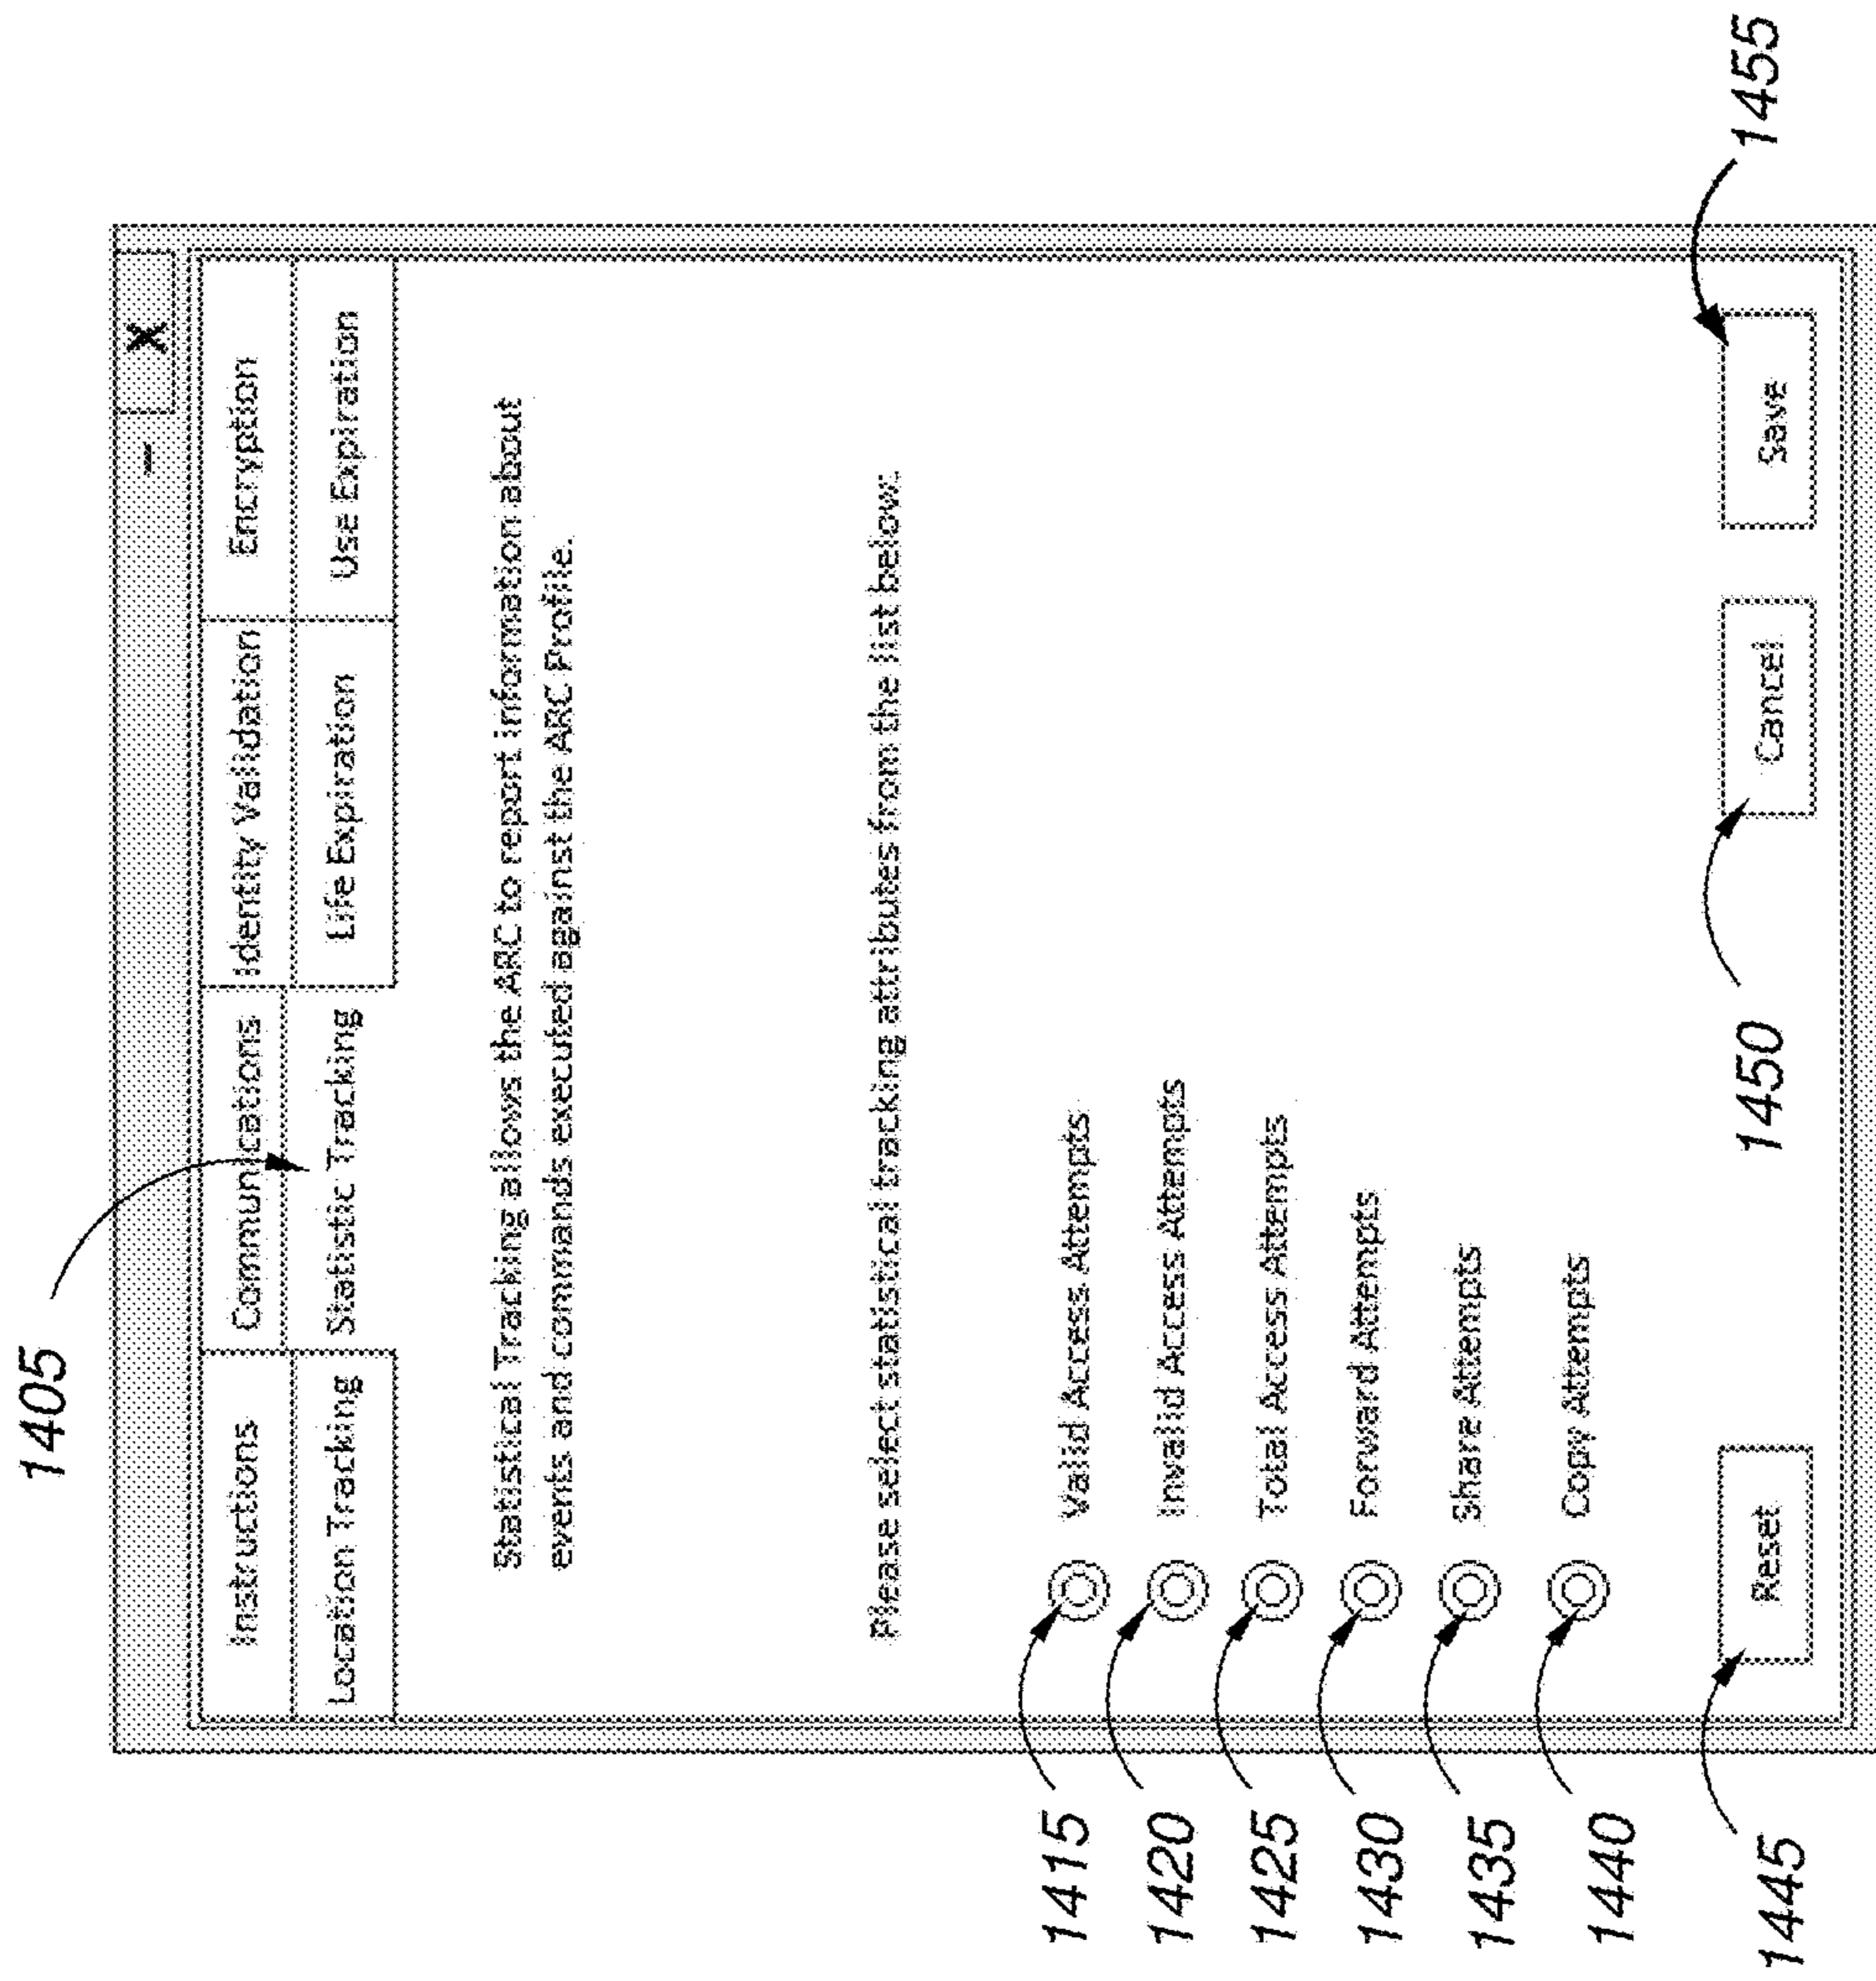 1405
– X
Instructions Communications Identity Validation Encryption
Location Tracking Statistic Tracking Life Expiration Use Expiration
Statistical Tracking allows the ARC to report information about
events and commands executed against the ARC Profile.
Please select statistical tracking attributes from the list below.
1415 Valid Access Attempts
1420 Invalid Access Attempts
1425 Total Access Attempts
1430 Forward Attempts
1435 Share Attempts
1440 Copy Attempts
Reset Cancel Save
1445 1450 1455